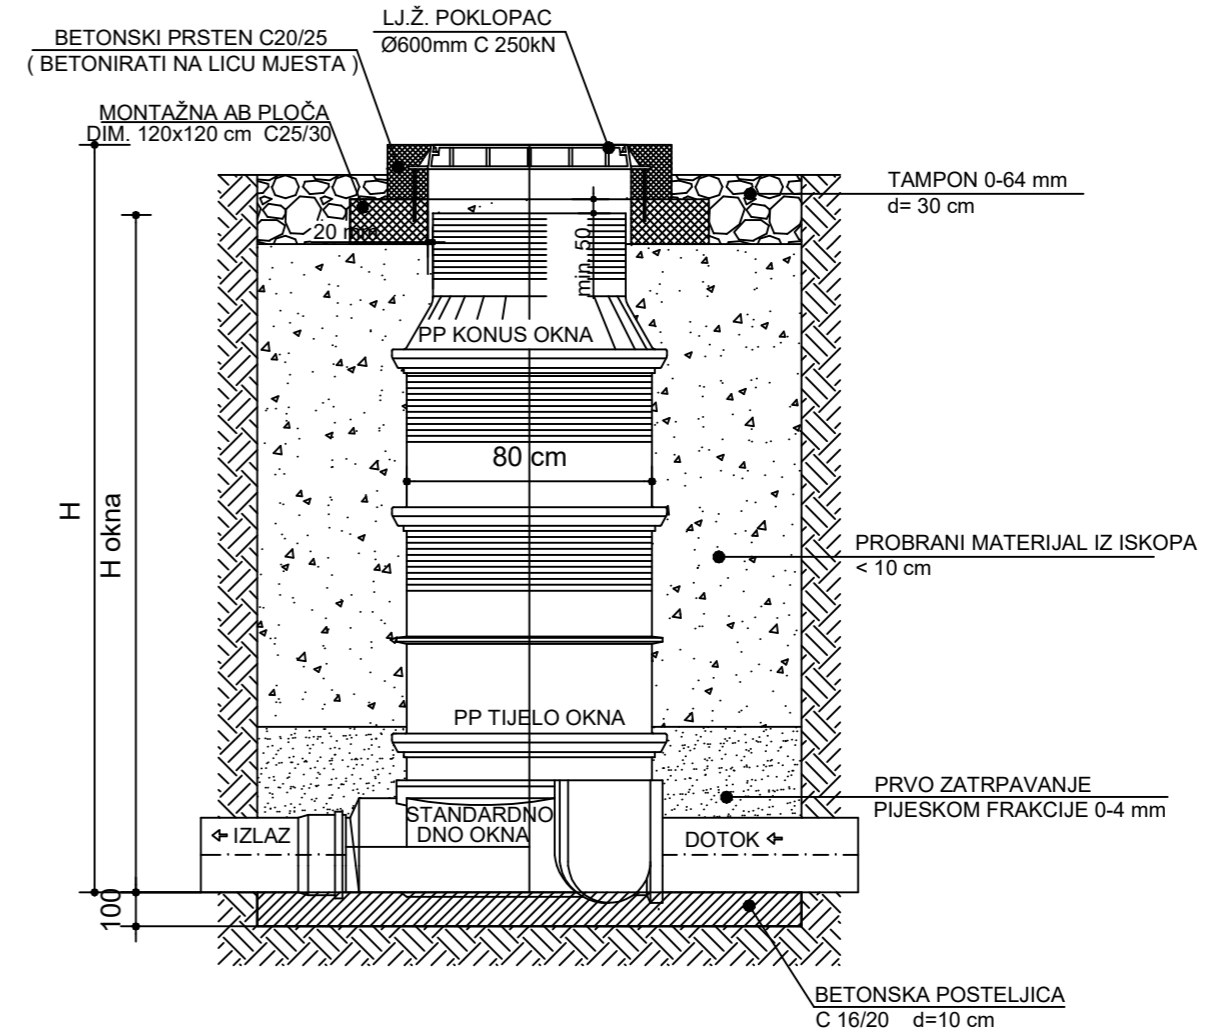 LJ.Ž. POKLOPAC
Ø600mm C 250kN
BETONSKI PRSTEN C20/25
( BETONIRATI NA LICU MJESTA )
MONTAŽNA AB PLOČA
DIM. 120x120 cm C25/30
TAMPON 0-64 mm
d= 30 cm
20 mm
min. 50
PP KONUS OKNA
80 cm
H
H okna
PROBRANI MATERIJAL IZ ISKOPA
< 10 cm
PP TIJELO OKNA
PRVO ZATRPAVANJE
PIJESKOM FRAKCIJE 0-4 mm
STANDARDNO
DNO OKNA
IZLAZ
DOTOK
100
BETONSKA POSTELJICA
C 16/20 d=10 cm